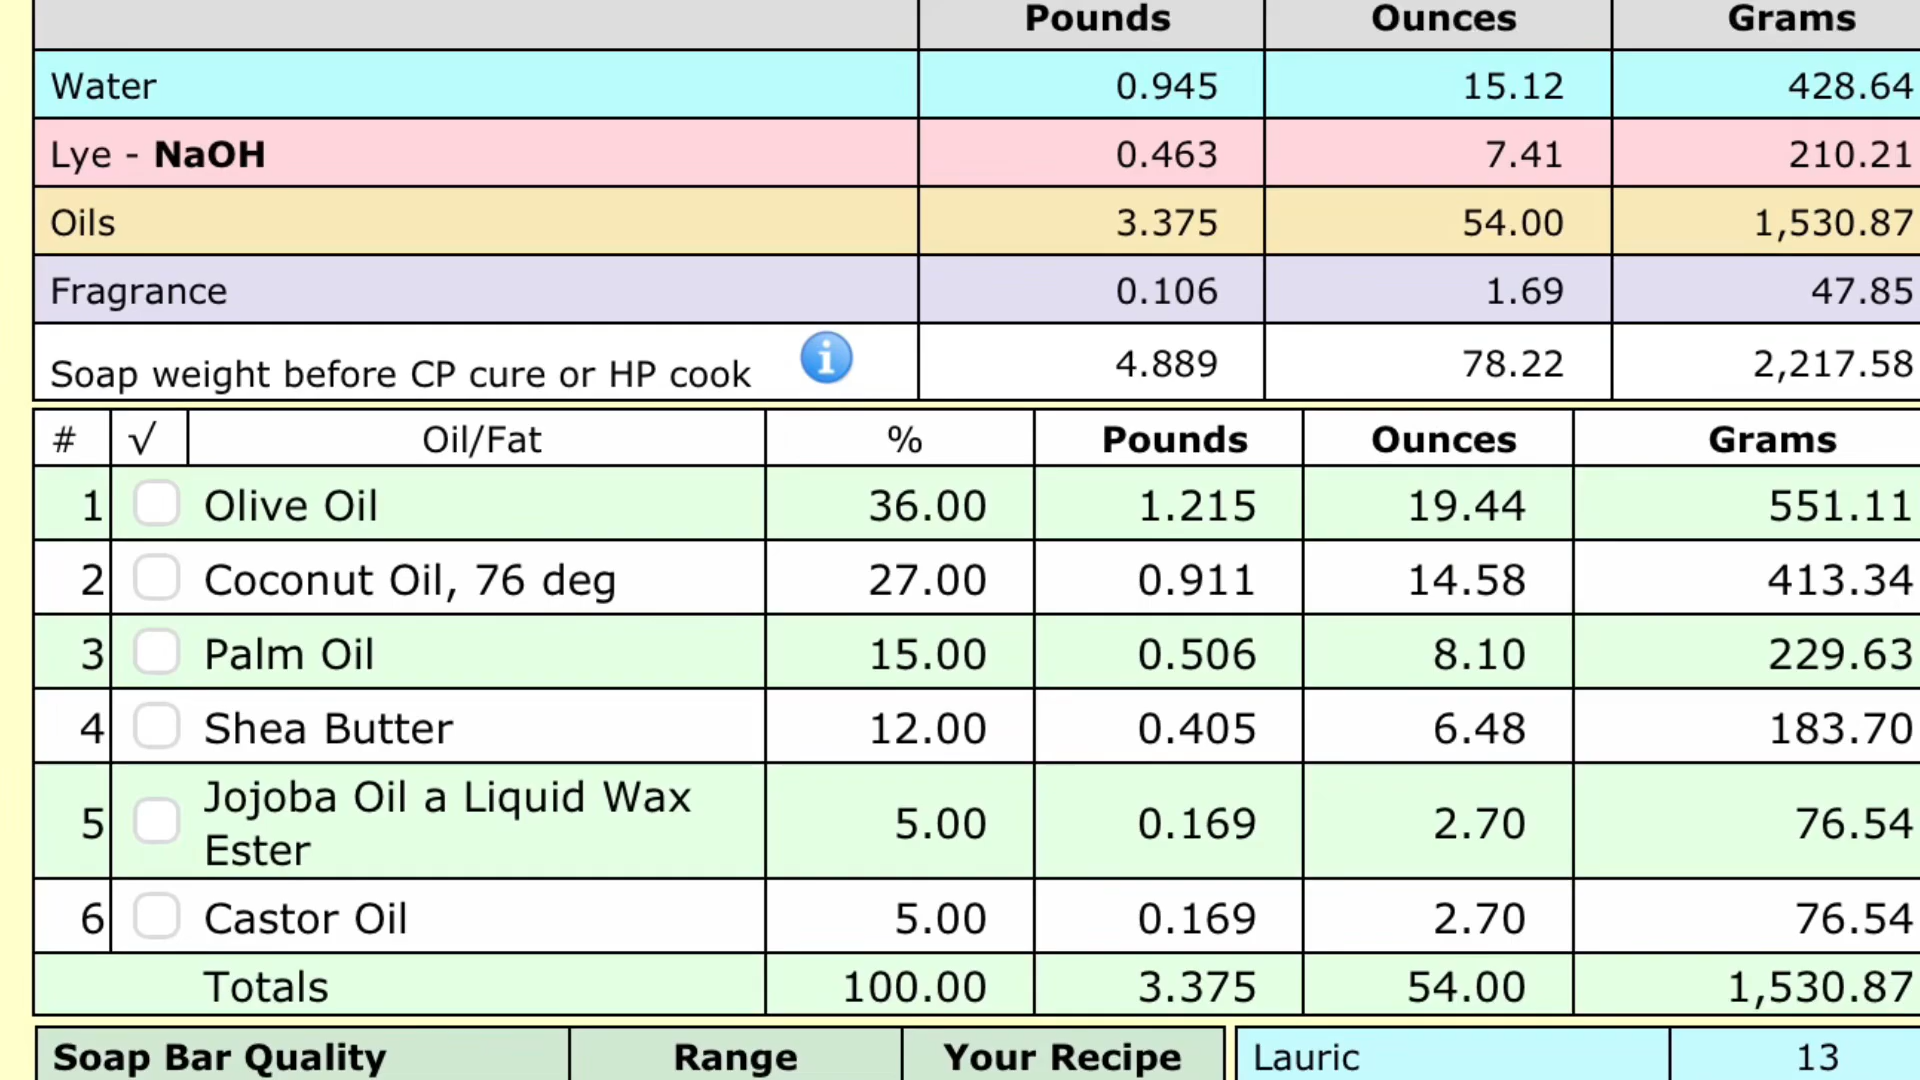 Pounds Ounces Grams
Water 0.945 15.12 428.64
Lye - NaOH 0.463 7.41 210.21
Oils 3.375 54.00 1,530.87
Fragrance 0.106 1.69 47.85
Soap weight before CP cure or HP cook i 4.889 78.22 2,217.58
# √ Oil/Fat % Pounds Ounces Grams
1 Olive Oil 36.00 1.215 19.44 551.11
2 Coconut Oil, 76 deg 27.00 0.911 14.58 413.34
3 Palm Oil 15.00 0.506 8.10 229.63
4 Shea Butter 12.00 0.405 6.48 183.70
5 Jojoba Oil a Liquid Wax
Ester 5.00 0.169 2.70 76.54
6 Castor Oil 5.00 0.169 2.70 76.54
Totals 100.00 3.375 54.00 1,530.87
Soap Bar Quality Range Your Recipe Lauric 13